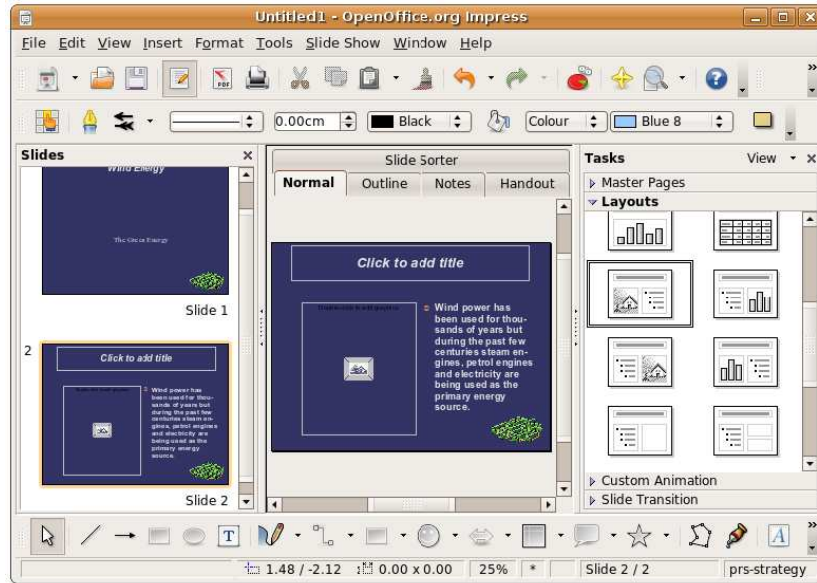 Untitled1 - OpenOffice.org Impress
File Edit View Insert Format Tools Slide Show Window Help
PDF
»
0.00cm Black Colour Blue 8
Slides
Wind Energy
The Green Energy
Slide 1
2
Click to add title
Wind power has
been used for thou-
sands of years but
during the past few
centuries steam en-
gines, petrol engines
and electricity are
being used as the
primary energy
source.
Slide 2
Slide Sorter
Normal Outline Notes Handout
Click to add title
Wind power has
been used for thou-
sands of years but
during the past few
centuries steam en-
gines, petrol engines
and electricity are
being used as the
primary energy
source.
Tasks View
Master Pages
Layouts
Custom Animation
Slide Transition
T A »
1.48 / -2.12 0.00 x 0.00 25% * Slide 2 / 2 prs-strategy